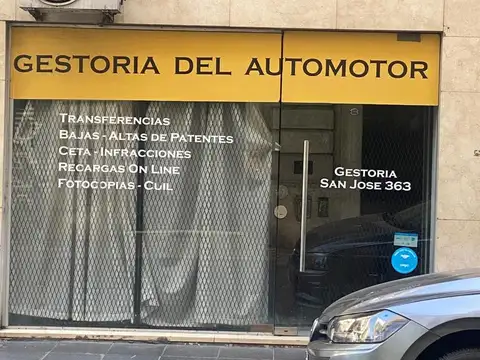 GESTORIA DEL AUTOMOTOR
TRANSFERENCIAS
BAJAS - ALTAS DE PATENTES
CETA - INFRACCIONES
RECARGAS ON LINE
FOTOCOPIAS - CUIL
GESTORIA
SAN JOSE 363